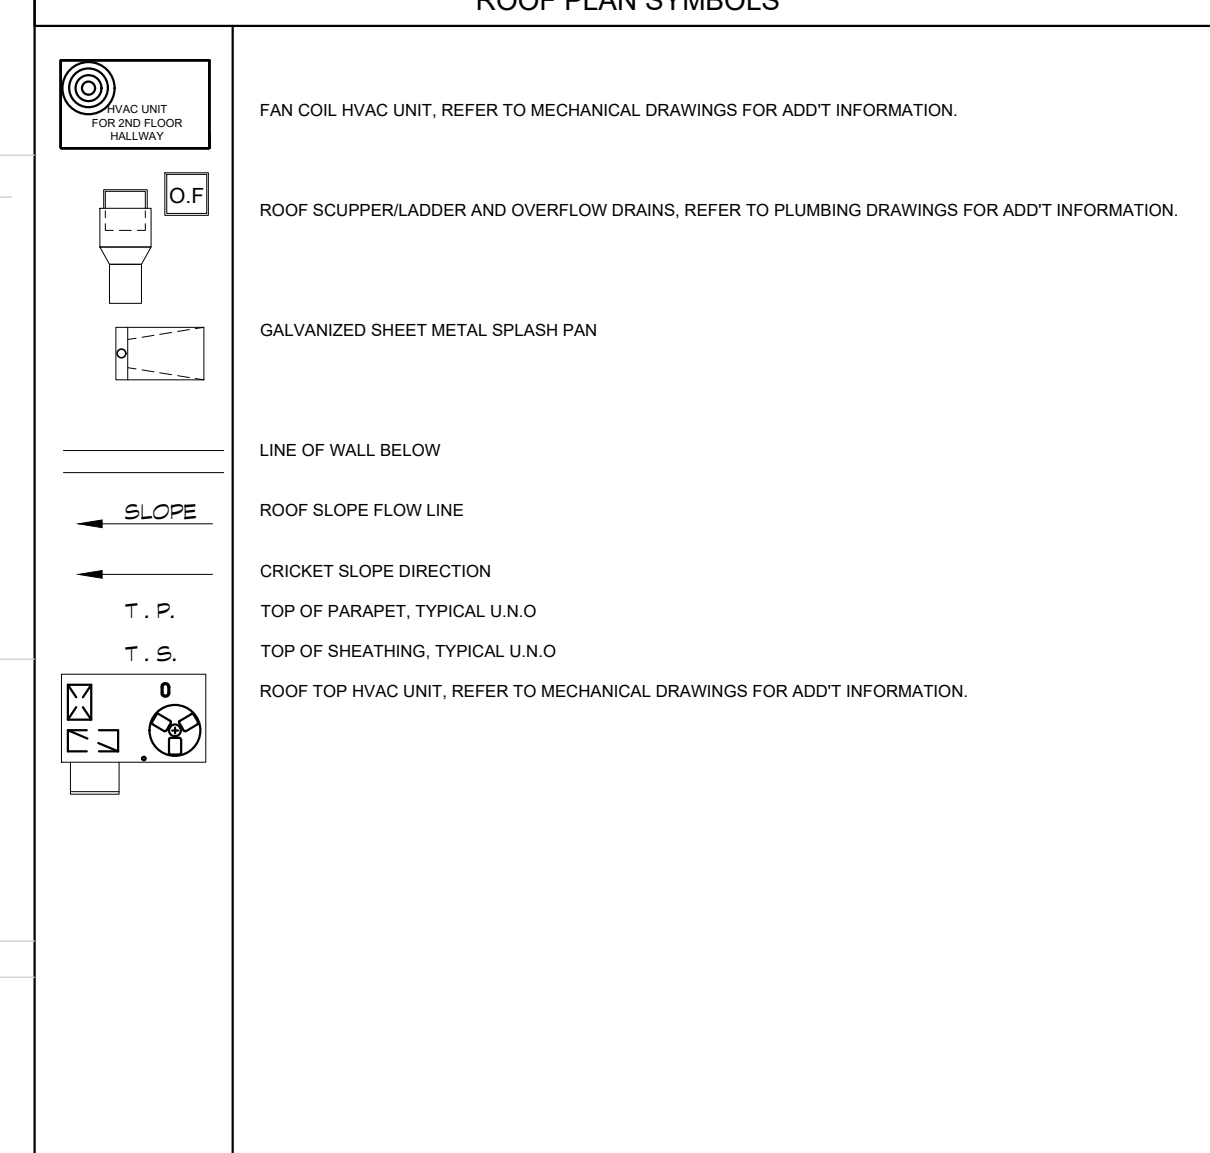 ROOF PLAN SYMBOLS
HVAC UNIT
FOR 2ND FLOOR
HALLWAY
FAN COIL HVAC UNIT, REFER TO MECHANICAL DRAWINGS FOR ADD'T INFORMATION.
O.F
ROOF SCUPPER/LADDER AND OVERFLOW DRAINS, REFER TO PLUMBING DRAWINGS FOR ADD'T INFORMATION.
GALVANIZED SHEET METAL SPLASH PAN
LINE OF WALL BELOW
SLOPE
ROOF SLOPE FLOW LINE
CRICKET SLOPE DIRECTION
T.P.
TOP OF PARAPET, TYPICAL U.N.O
T.S.
TOP OF SHEATHING, TYPICAL U.N.O
ROOF TOP HVAC UNIT, REFER TO MECHANICAL DRAWINGS FOR ADD'T INFORMATION.